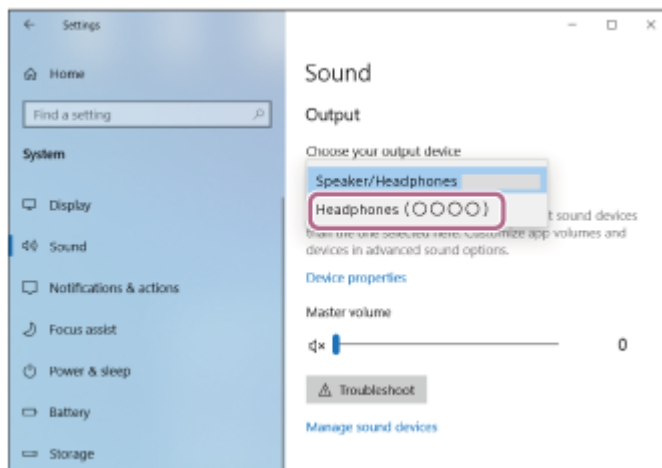 Settings
Home
Find a setting
System
Display
Sound
Notifications & actions
Focus assist
Power & sleep
Battery
Storage
Sound
Output
Choose your output device
Speaker/Headphones
Headphones (○○○○)
t sound devices
than the one selected here. Customize app volumes and
devices in advanced sound options.
Device properties
Master volume
0
Troubleshoot
Manage sound devices